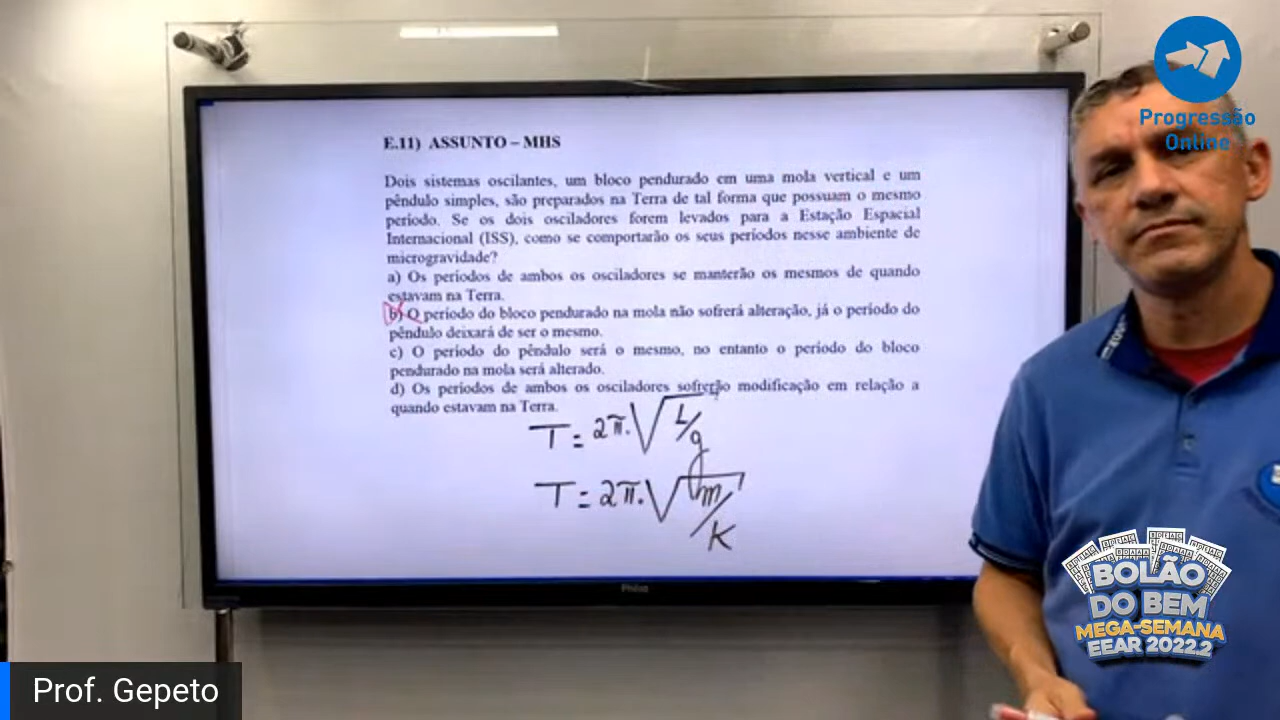 Progressão
Online
E.11) ASSUNTO – MHS
Dois sistemas oscilantes, um bloco pendurado em uma mola vertical e um
pêndulo simples, são preparados na Terra de tal forma que possuam o mesmo
período. Se os dois osciladores forem levados para a Estação Espacial
Internacional (ISS), como se comportarão os seus períodos nesse ambiente de
microgravidade?
a) Os períodos de ambos os osciladores se manterão os mesmos de quando
estavam na Terra.
b) O período do bloco pendurado na mola não sofrerá alteração, já o período do
pêndulo deixará de ser o mesmo.
c) O período do pêndulo será o mesmo, no entanto o período do bloco
pendurado na mola será alterado.
d) Os períodos de ambos os osciladores sofrerão modificação em relação a
quando estavam na Terra.
T = 2π.√L/g
T = 2π.√m/K
Philco
BOLÃO
DO BEM
MEGA-SEMANA
EEAR 2022.2
Prof. Gepeto